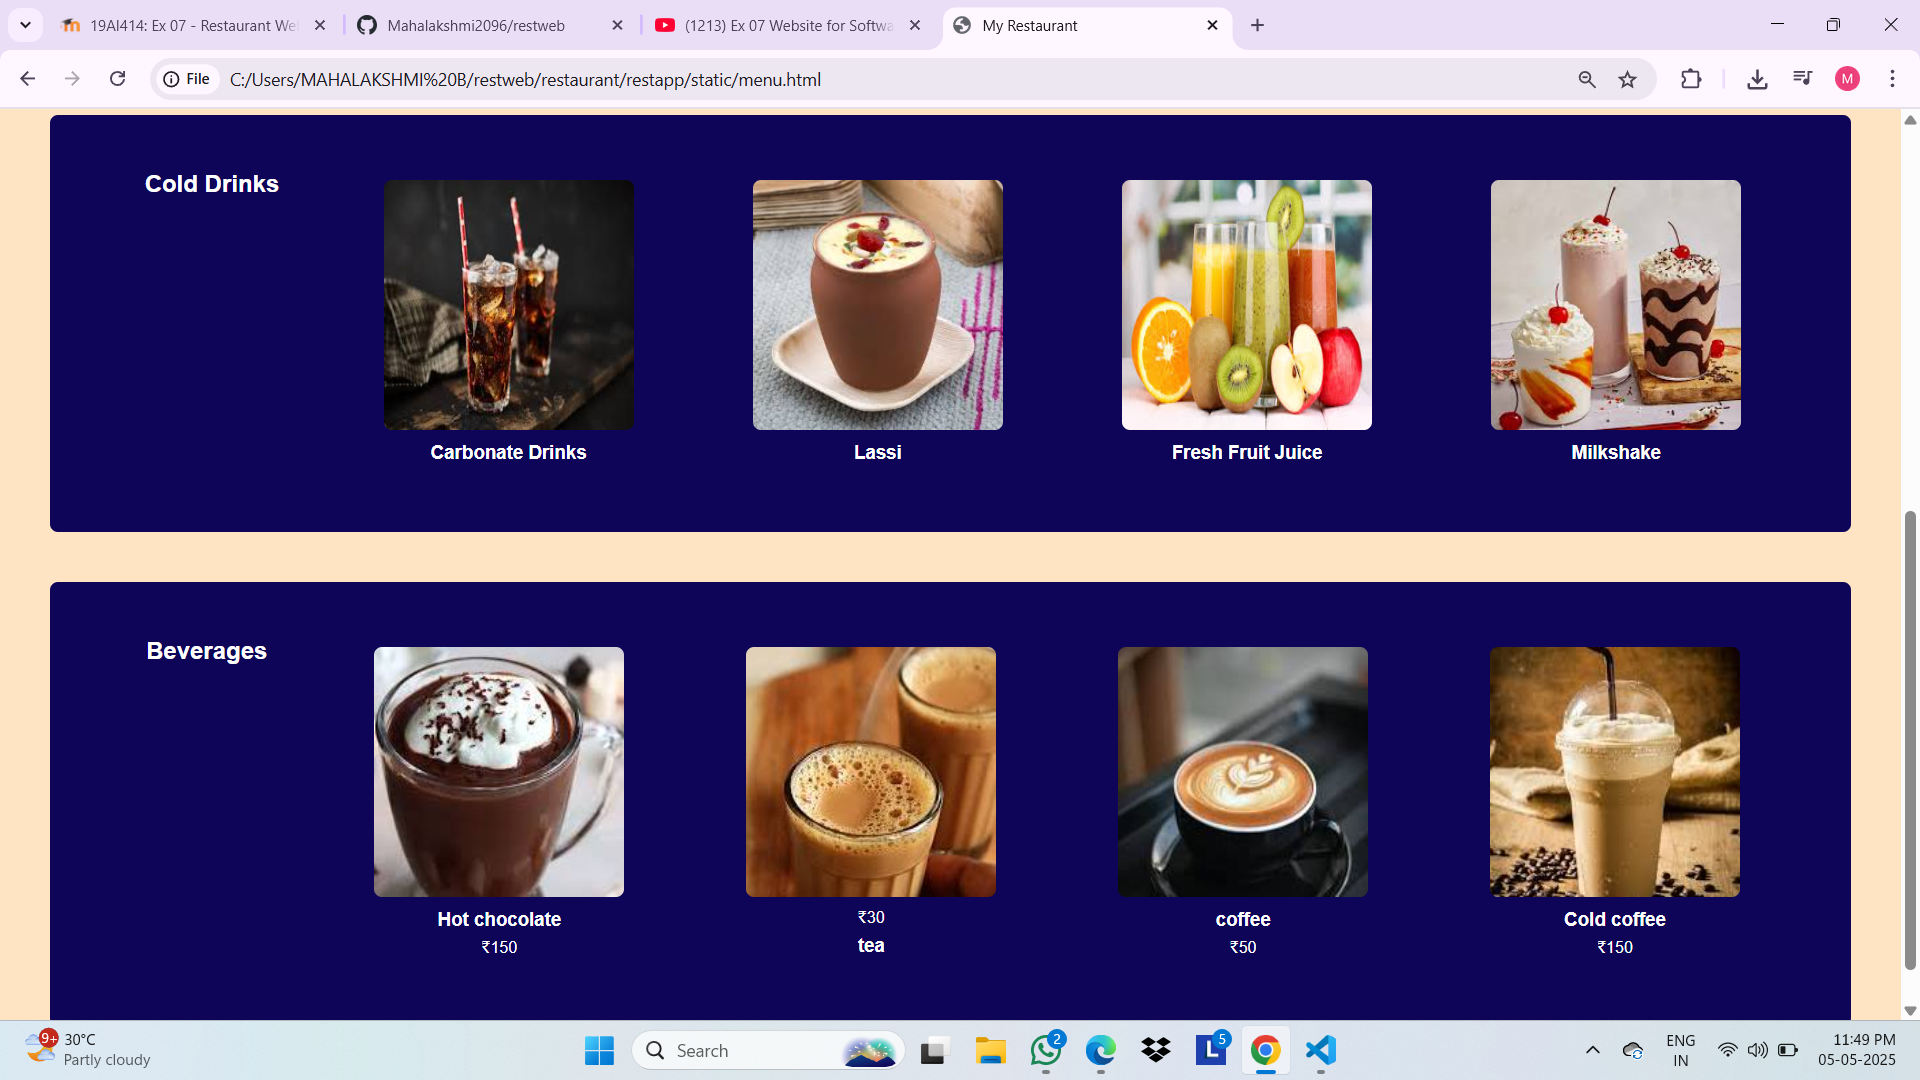 19AI414: Ex 07 - Restaurant We
Mahalakshmi2096/restweb
(1213) Ex 07 Website for Softwa
My Restaurant
File
C:/Users/MAHALAKSHMI%20B/restweb/restaurant/restapp/static/menu.html
M
Cold Drinks
Carbonate Drinks
Lassi
Fresh Fruit Juice
Milkshake
Beverages
Hot chocolate
₹150
₹30
tea
coffee
₹50
Cold coffee
₹150
9+
30°C
Partly cloudy
Search
2
L
5
ENG
IN
11:49 PM
05-05-2025